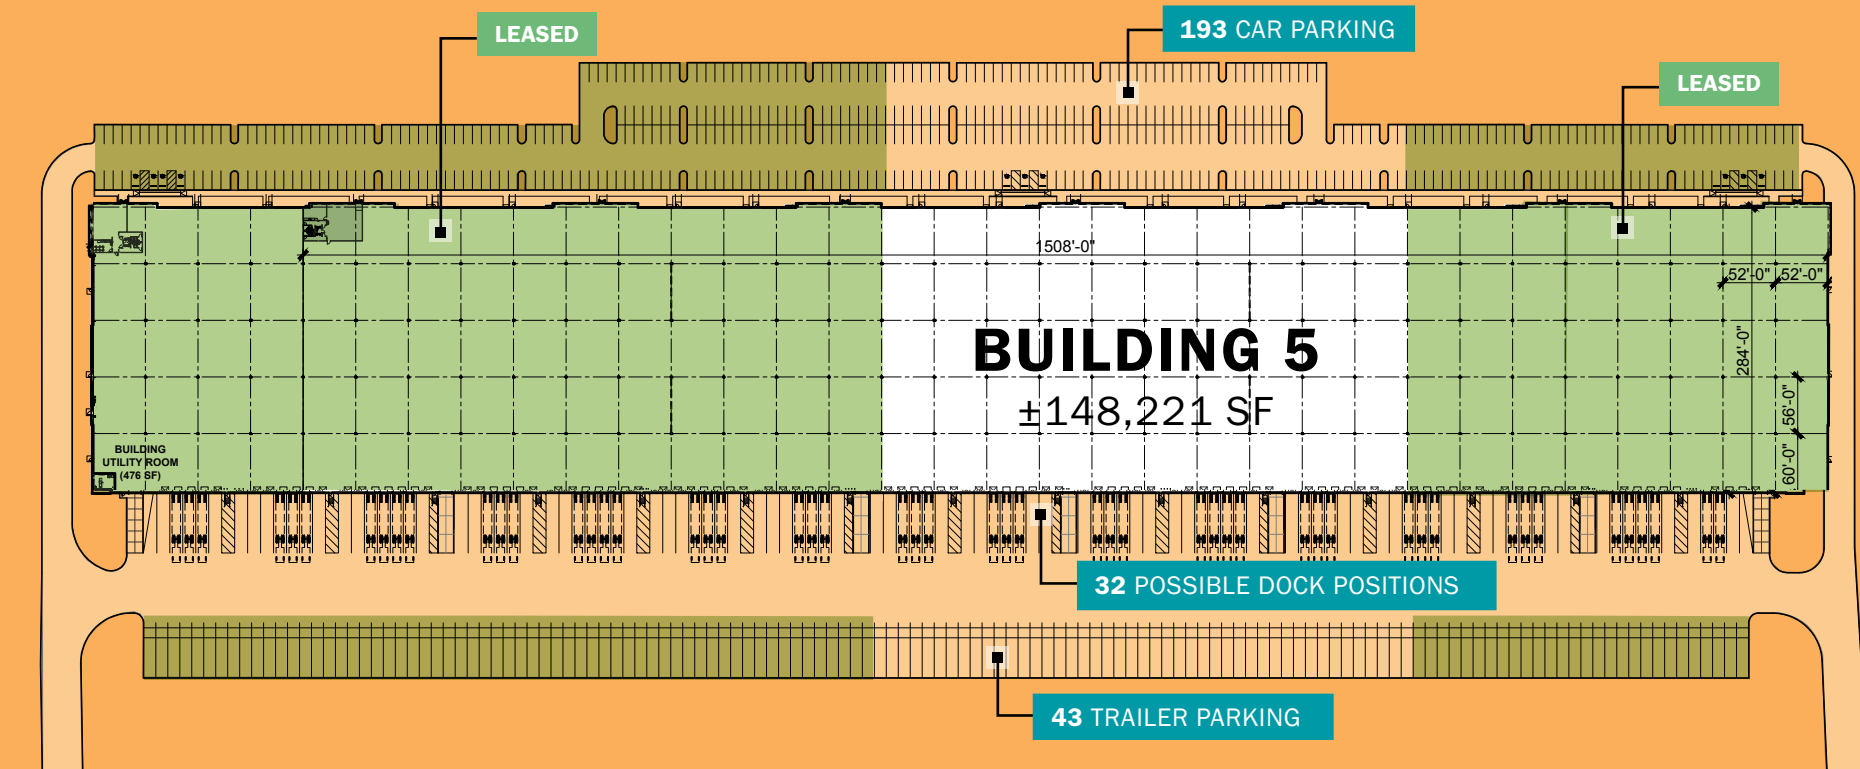 LEASED
193 CAR PARKING
LEASED
1508'-0"
52'-0"
52'-0"
284'-0"
BUILDING 5
±148,221 SF
56'-0"
60'-0"
BUILDING
UTILITY ROOM
(476 SF)
32 POSSIBLE DOCK POSITIONS
43 TRAILER PARKING